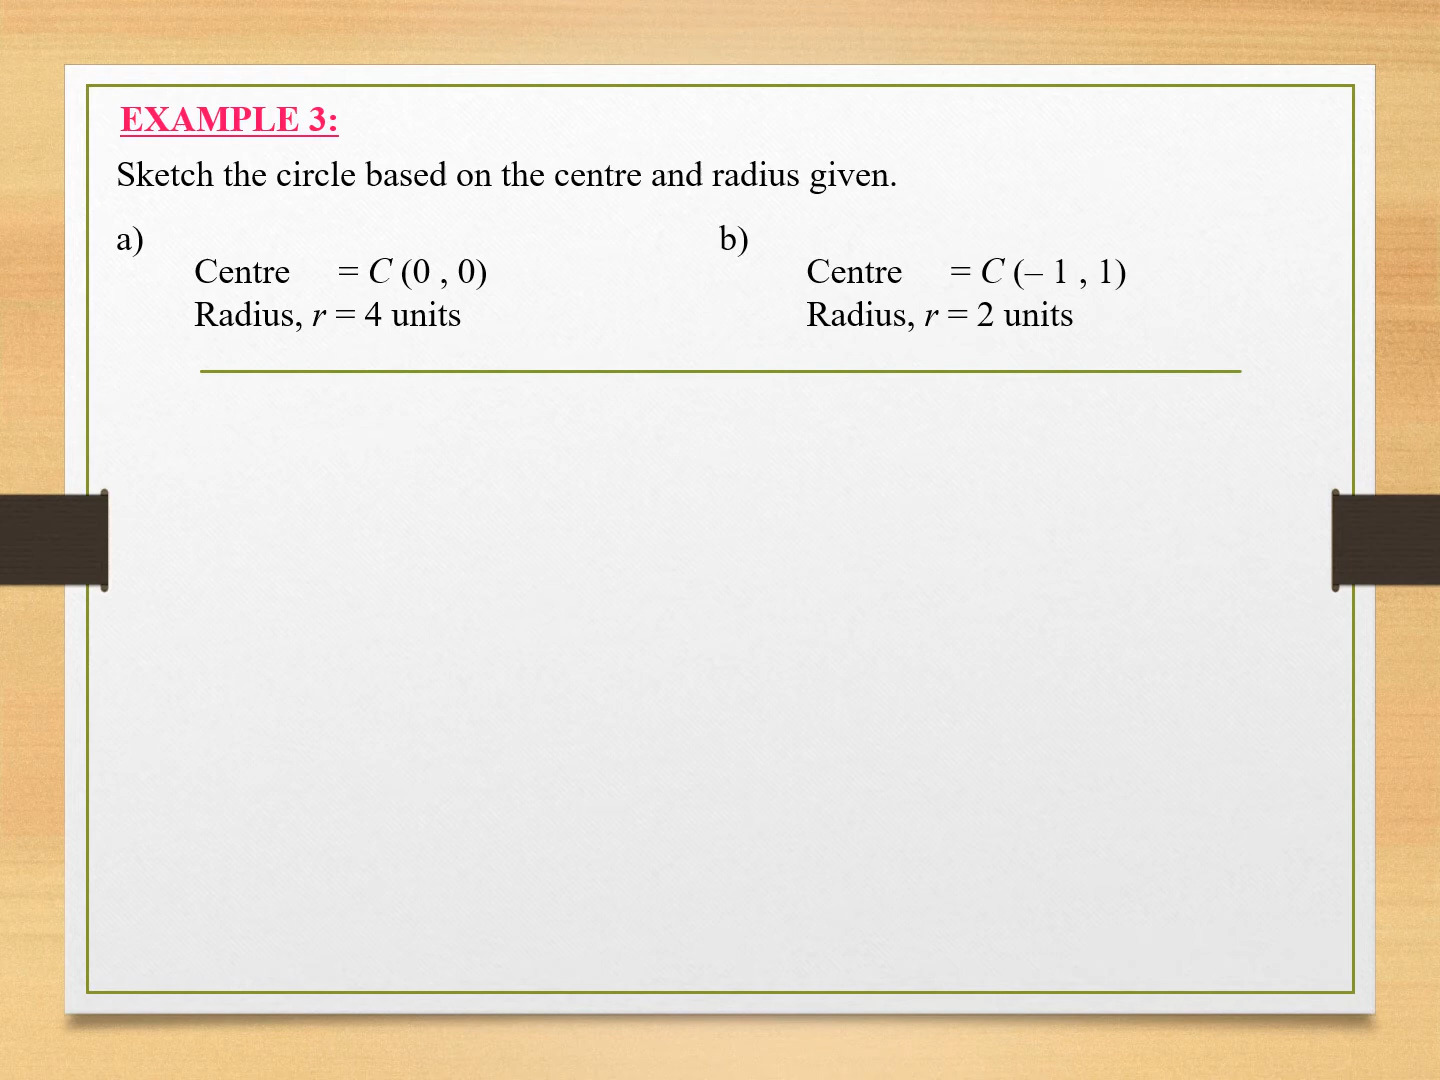 EXAMPLE 3:
Sketch the circle based on the centre and radius given.
a)
Centre = C (0 , 0)
Radius, r = 4 units
b)
Centre = C (– 1 , 1)
Radius, r = 2 units